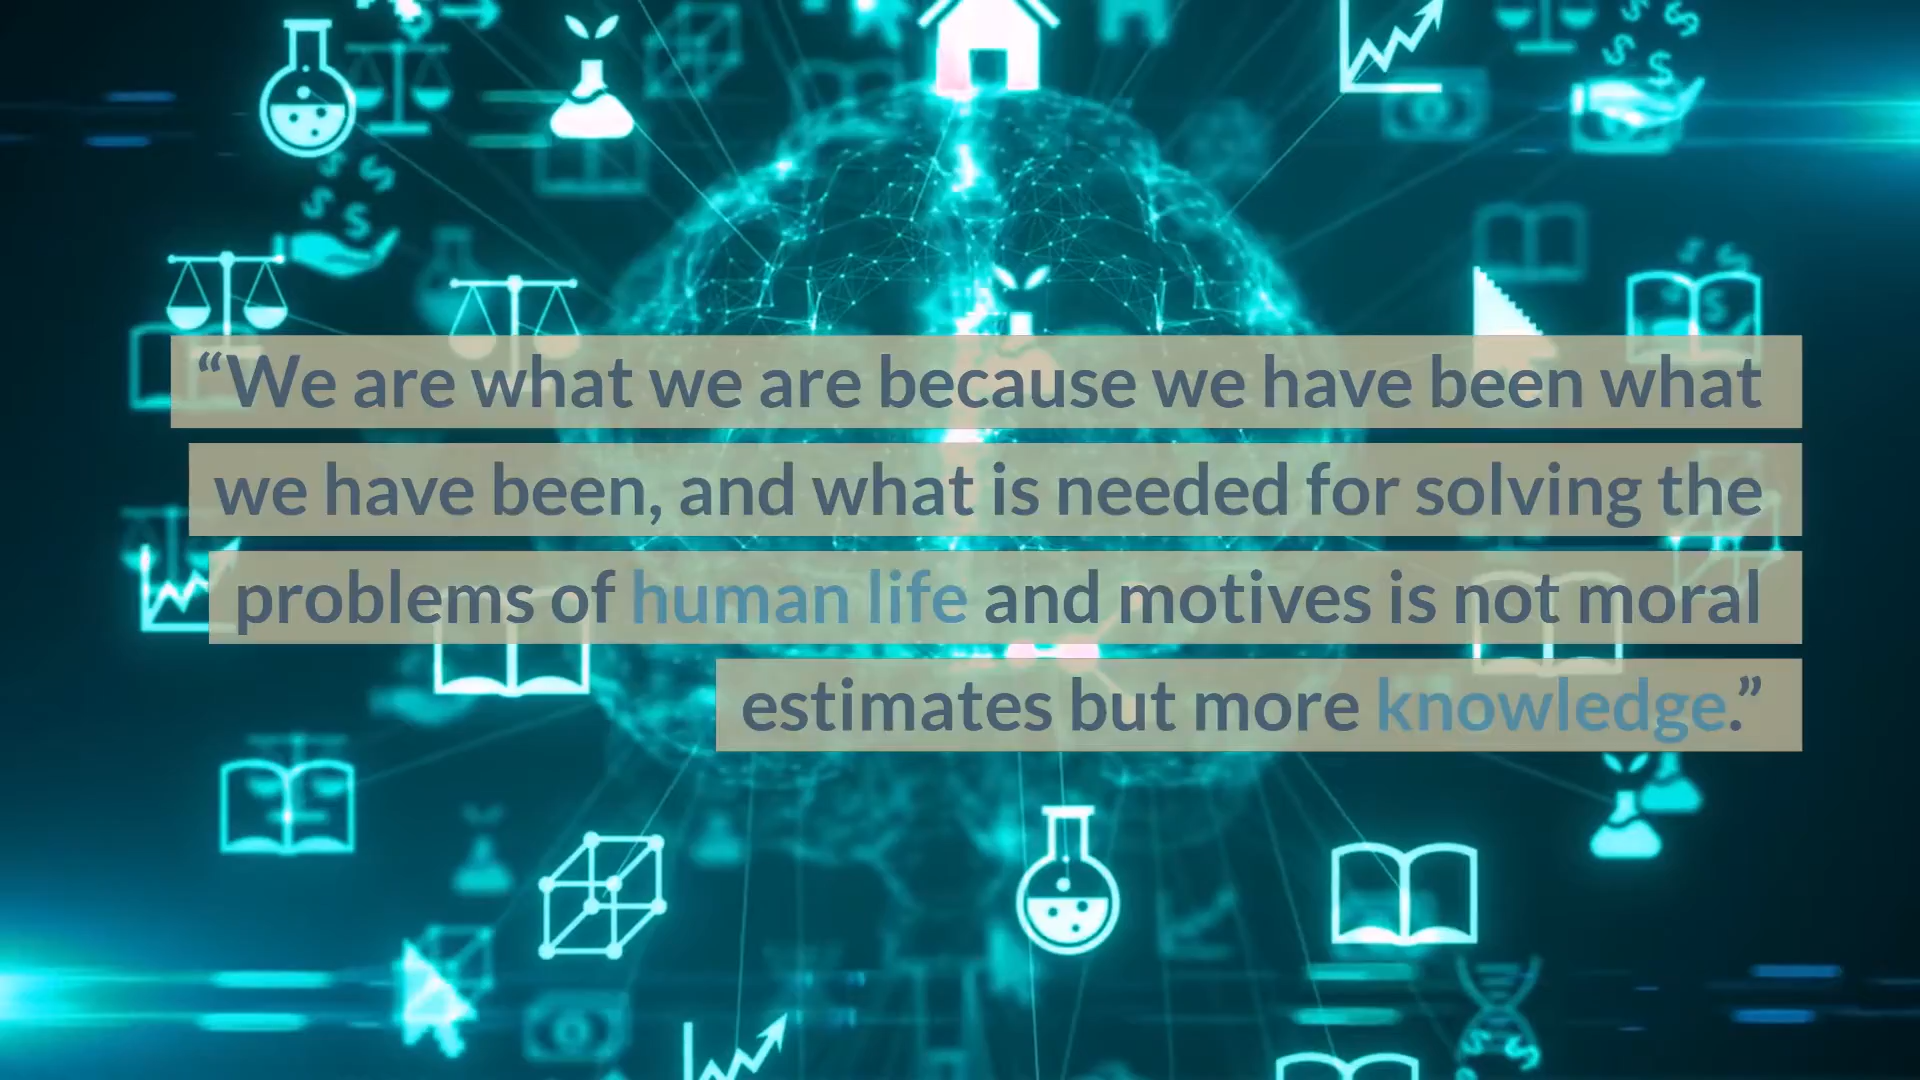 “We are what we are because we have been what
we have been, and what is needed for solving the
problems of human life and motives is not moral
estimates but more knowledge.”